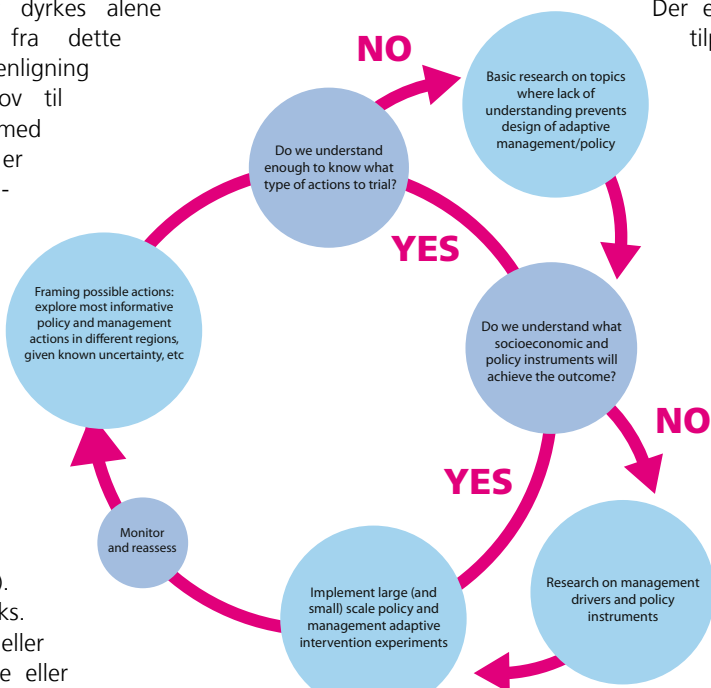 dyrkes alene
fra dette
enligning
ov til
med
er
-
Der e
til
NO
Basic research on topics
where lack of
understanding prevents
design of adaptive
management/policy
Do we understand
enough to know what
type of actions to trial?
YES
Framing possible actions:
explore most informative
policy and management
actions in different regions,
given known uncertainty, etc
Do we understand what
socioeconomic and
policy instruments will
achieve the outcome?
NO
YES
Monitor
and reassess
Implement large (and
small) scale policy and
management adaptive
intervention experiments
Research on management
drivers and policy
instruments
).
ks.
eller
e eller